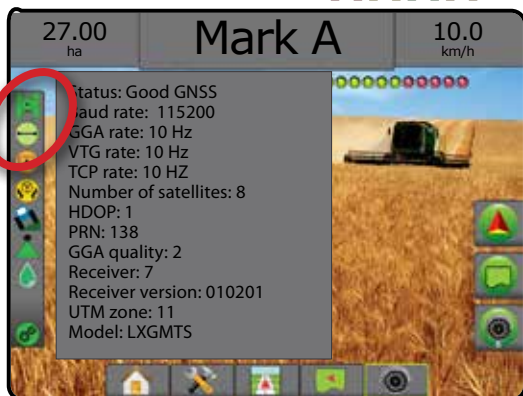 27.00
ha
Mark A
10.0
km/h
Status: Good GNSS
Baud rate: 115200
GGA rate: 10 Hz
VTG rate: 10 Hz
TCP rate: 10 HZ
Number of satellites: 8
HDOP: 1
PRN: 138
GGA quality: 2
Receiver: 7
Receiver version: 010201
UTM zone: 11
Model: LXGMTS